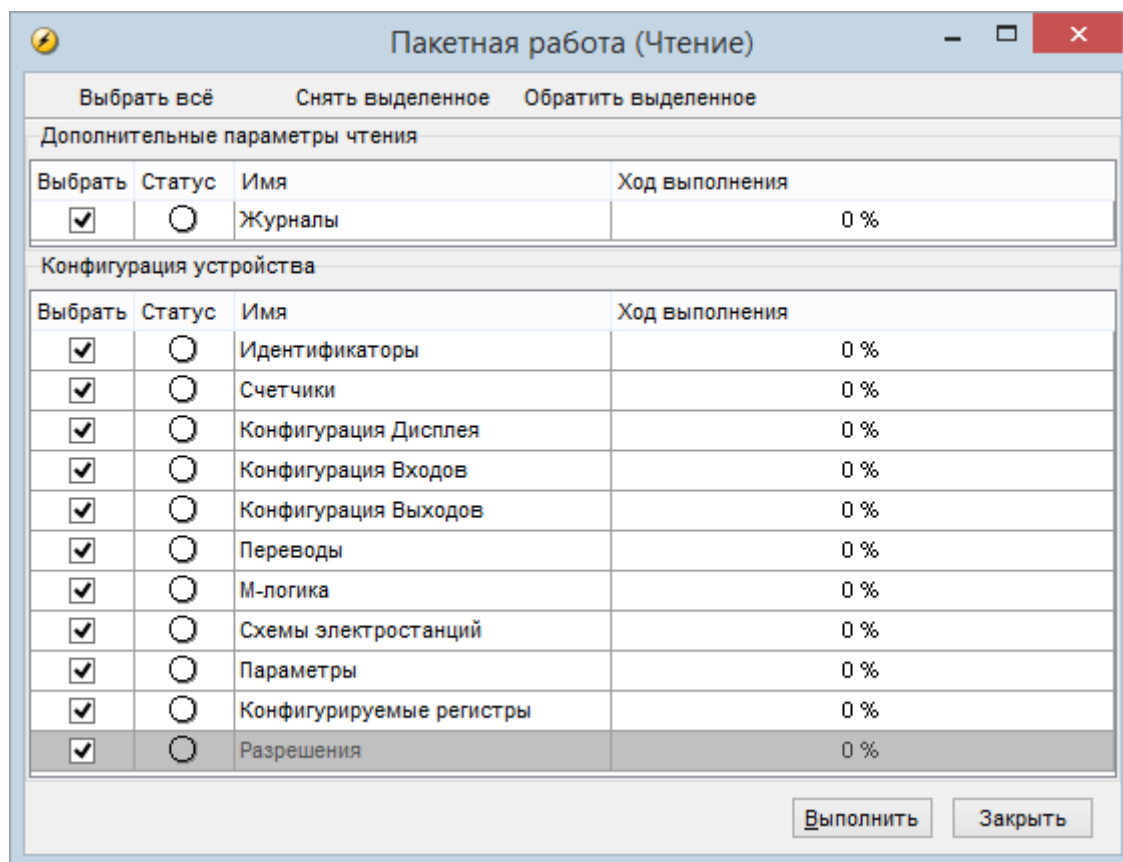 Пакетная работа (Чтение)
Выбрать всё Снять выделенное Обратить выделенное
Дополнительные параметры чтения
Выбрать Статус Имя Ход выполнения
Журналы 0 %
Конфигурация устройства
Выбрать Статус Имя Ход выполнения
Идентификаторы 0 %
Счетчики 0 %
Конфигурация Дисплея 0 %
Конфигурация Входов 0 %
Конфигурация Выходов 0 %
Переводы 0 %
М-логика 0 %
Схемы электростанций 0 %
Параметры 0 %
Конфигурируемые регистры 0 %
Разрешения 0 %
Выполнить Закрыть